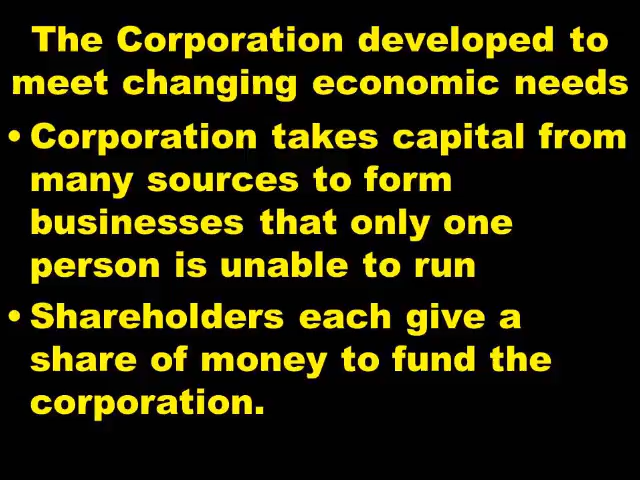 The Corporation developed to
meet changing economic needs
• Corporation takes capital from
many sources to form
businesses that only one
person is unable to run
• Shareholders each give a
share of money to fund the
corporation.